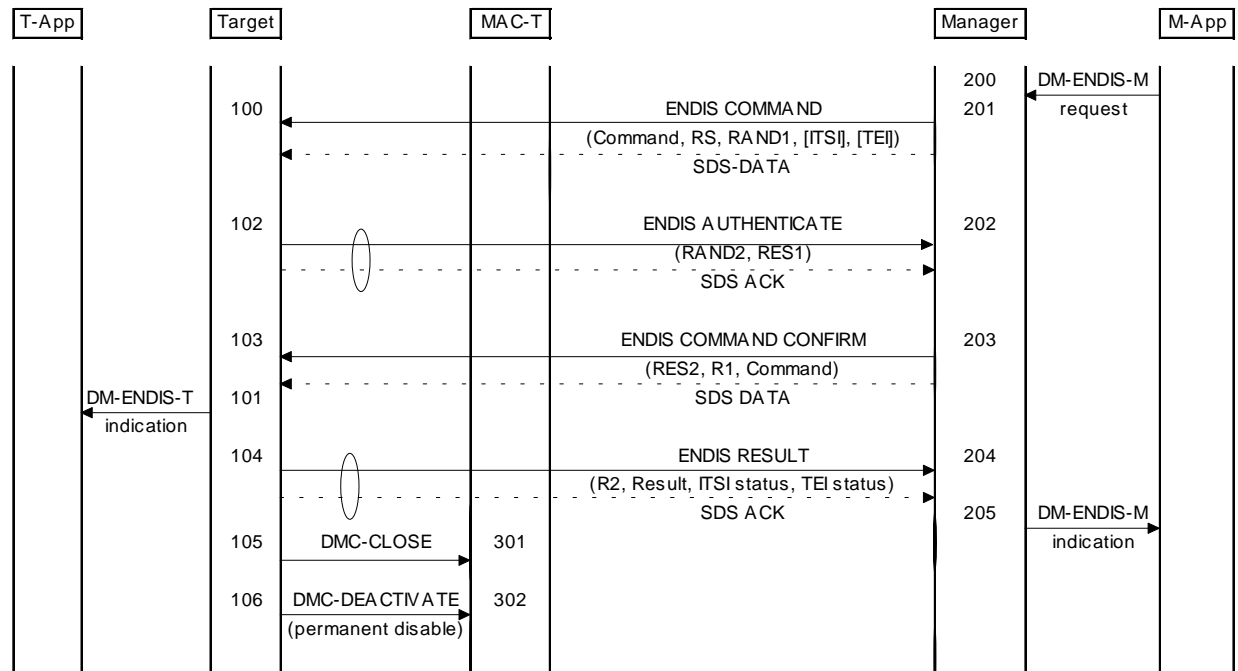 T-App Target MAC-T Manager M-App
200 DM-ENDIS-M
100 ENDIS COMMAND 201 request
(Command, RS, RAND1, [ITSI], [TEI])
SDS-DATA
102 ENDIS AUTHENTICATE 202
(RAND2, RES1)
SDS ACK
103 ENDIS COMMAND CONFIRM 203
(RES2, R1, Command)
DM-ENDIS-T 101 SDS DATA
indication
104 ENDIS RESULT 204
(R2, Result, ITSI status, TEI status)
SDS ACK 205 DM-ENDIS-M
105 DMC-CLOSE 301 indication
106 DMC-DEACTIVATE 302
(permanent disable)